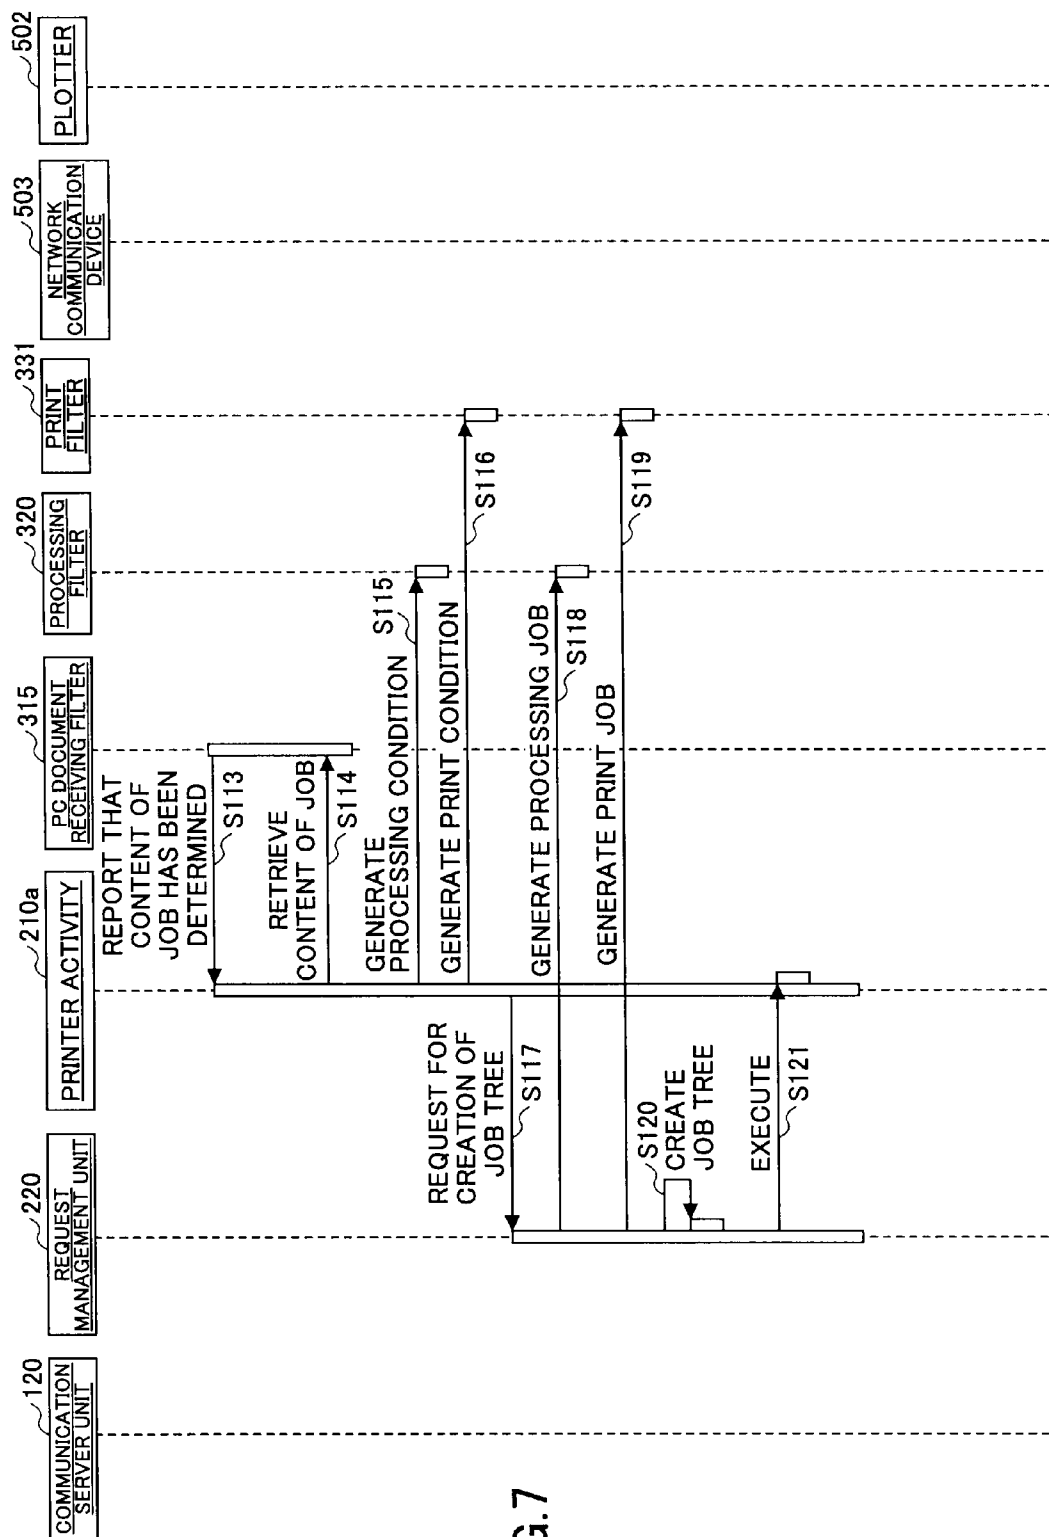 120
COMMUNICATION
SERVER UNIT
220
REQUEST
MANAGEMENT UNIT
210a
PRINTER ACTIVITY
315
PC DOCUMENT
RECEIVING FILTER
320
PROCESSING
FILTER
331
PRINT
FILTER
503
NETWORK
COMMUNICATION
DEVICE
502
PLOTTER
REPORT THAT
CONTENT OF
JOB HAS BEEN
DETERMINED
S113
RETRIEVE
CONTENT OF JOB
S114
GENERATE
PROCESSING CONDITION
S115
GENERATE PRINT CONDITION
S116
REQUEST FOR
CREATION OF
JOB TREE
S117
GENERATE PROCESSING JOB
S118
GENERATE PRINT JOB
S119
S120
CREATE
JOB TREE
EXECUTE
S121
G.7